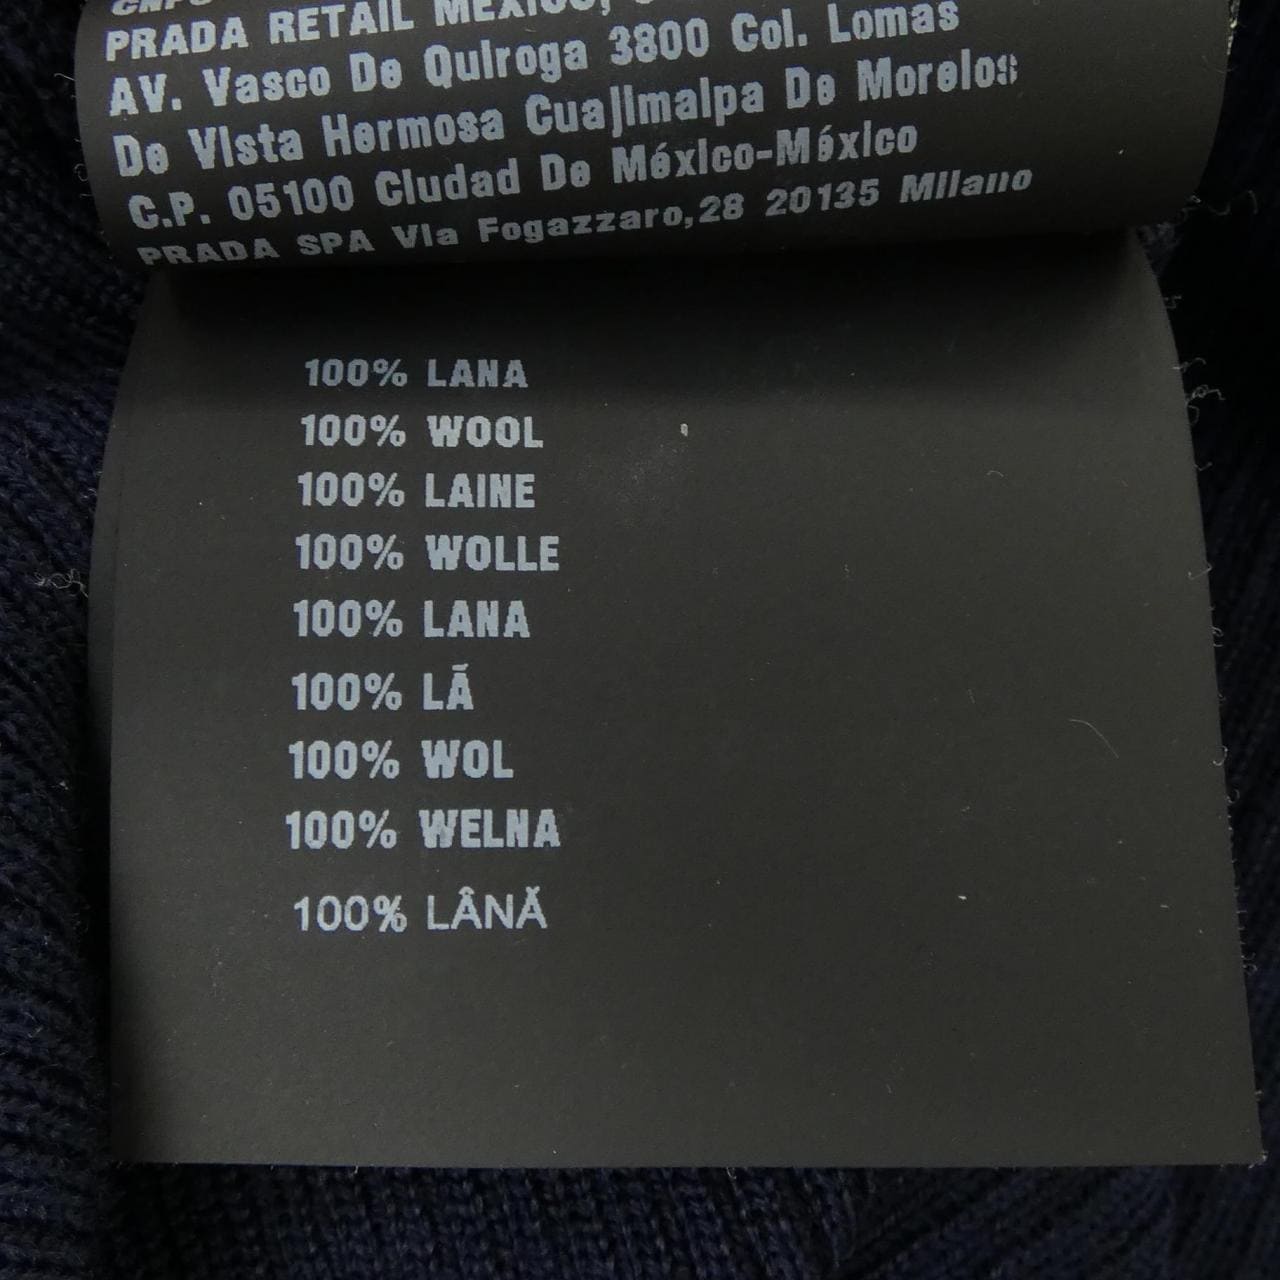 PRADA RETAIL MEXICO,
AV. Vasco De Quiroga 3800 Col. Lomas
De Vista Hermosa Cuajimalpa De Morelos
C.P. 05100 Ciudad De México-México
PRADA SPA Via Fogazzaro,28 20135 Milano
100% LANA
100% WOOL
100% LAINE
100% WOLLE
100% LANA
100% LÃ
100% WOL
100% WELNA
100% LÂNĂ